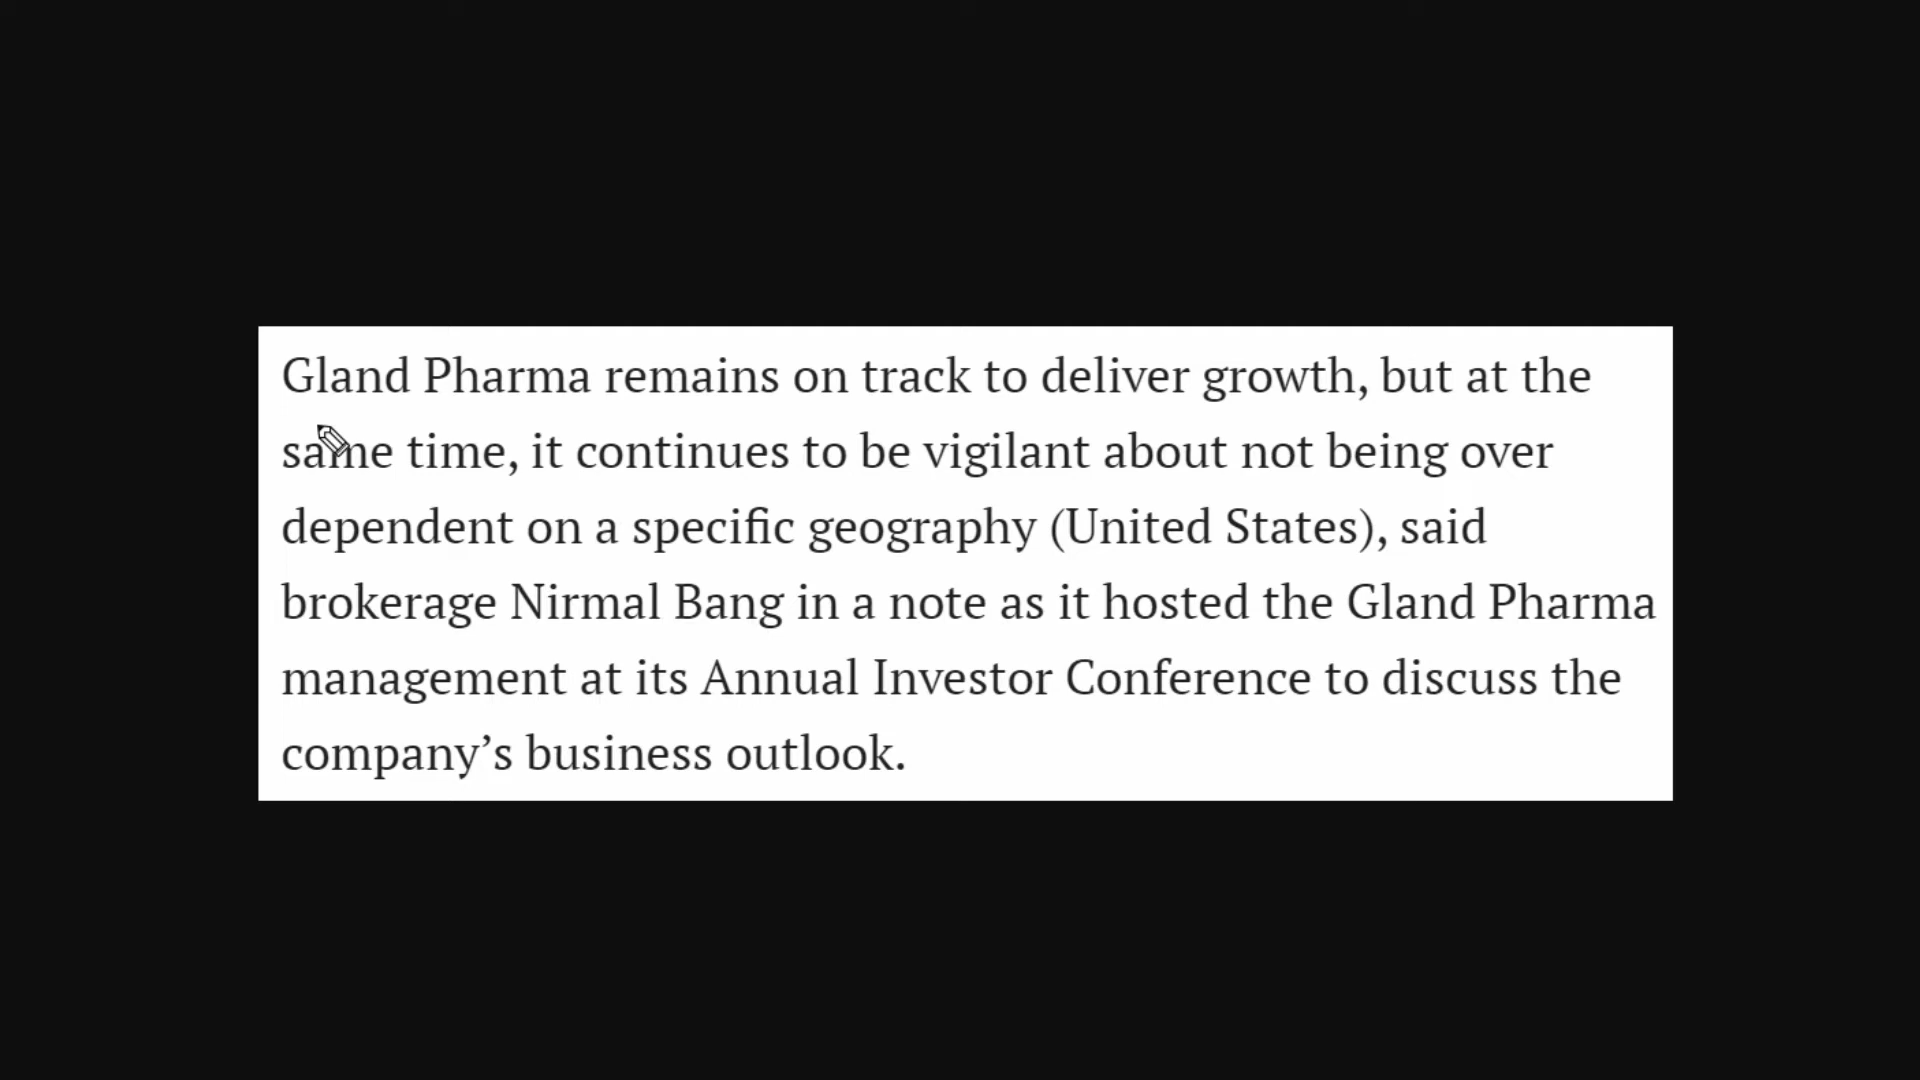 Gland Pharma remains on track to deliver growth, but at the
same time, it continues to be vigilant about not being over
dependent on a specific geography (United States), said
brokerage Nirmal Bang in a note as it hosted the Gland Pharma
management at its Annual Investor Conference to discuss the
company’s business outlook.